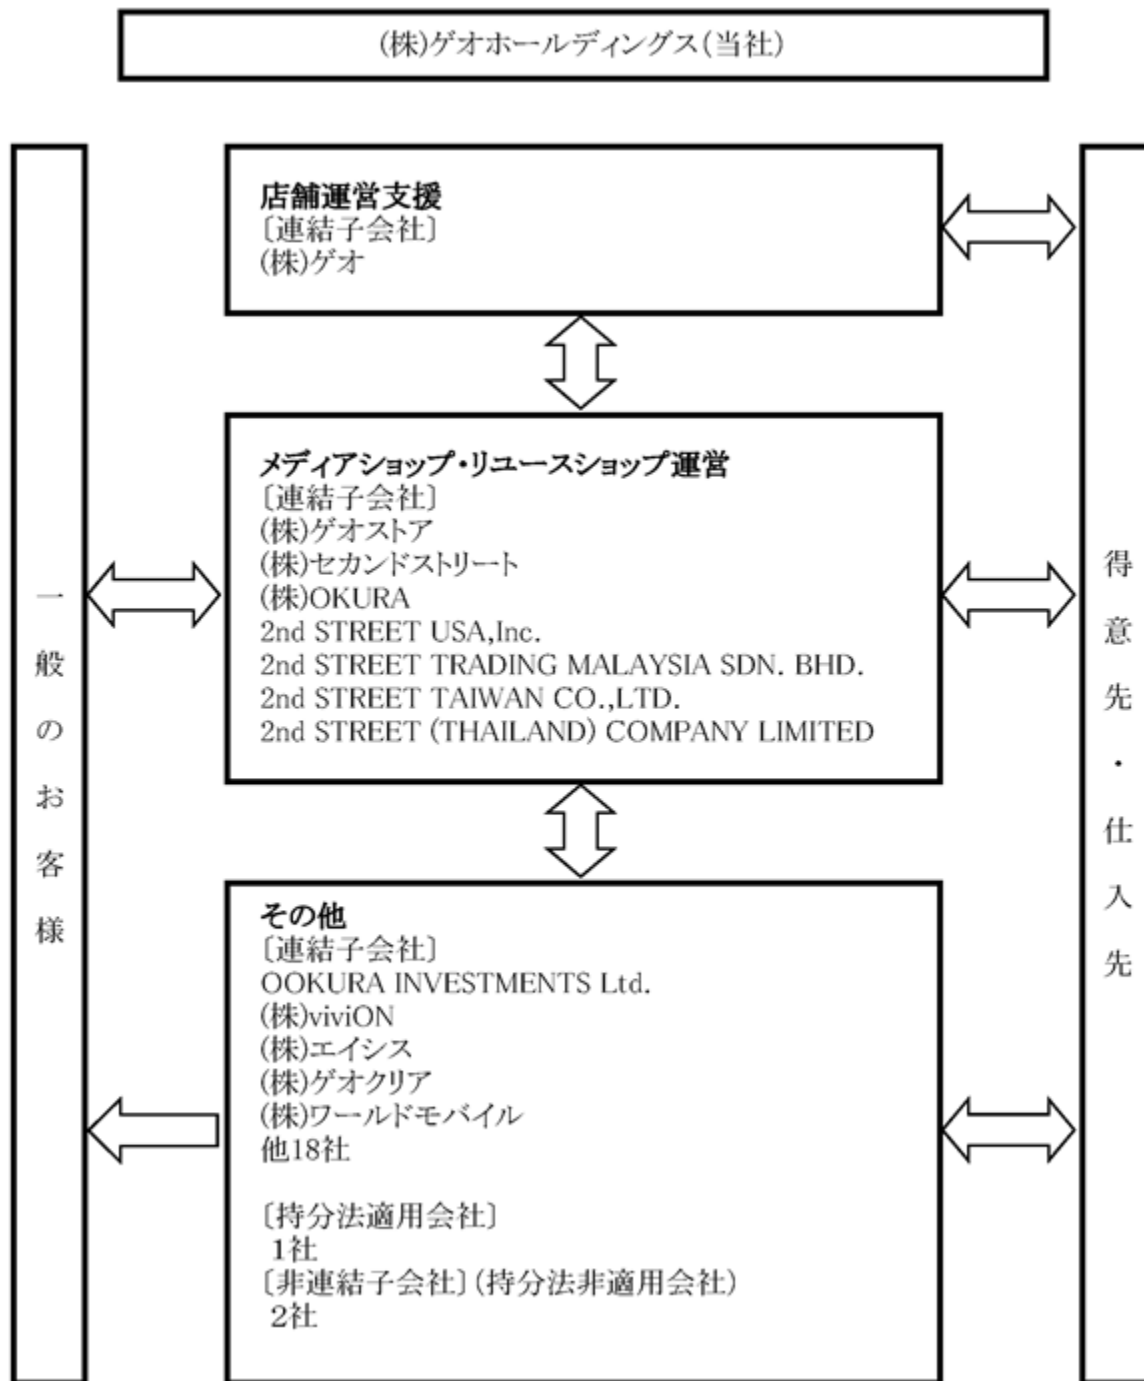 (株)ゲオホールディングス(当社)
一般のお客様
店舗運営支援
〔連結子会社〕
(株)ゲオ
メディアショップ・リユースショップ運営
〔連結子会社〕
(株)ゲオストア
(株)セカンドストリート
(株)OKURA
2nd STREET USA,Inc.
2nd STREET TRADING MALAYSIA SDN. BHD.
2nd STREET TAIWAN CO.,LTD.
2nd STREET (THAILAND) COMPANY LIMITED
その他
〔連結子会社〕
OOKURA INVESTMENTS Ltd.
(株)viviON
(株)エイシス
(株)ゲオクリア
(株)ワールドモバイル
他18社
〔持分法適用会社〕
1社
〔非連結子会社〕(持分法非適用会社)
2社
得意先・仕入先